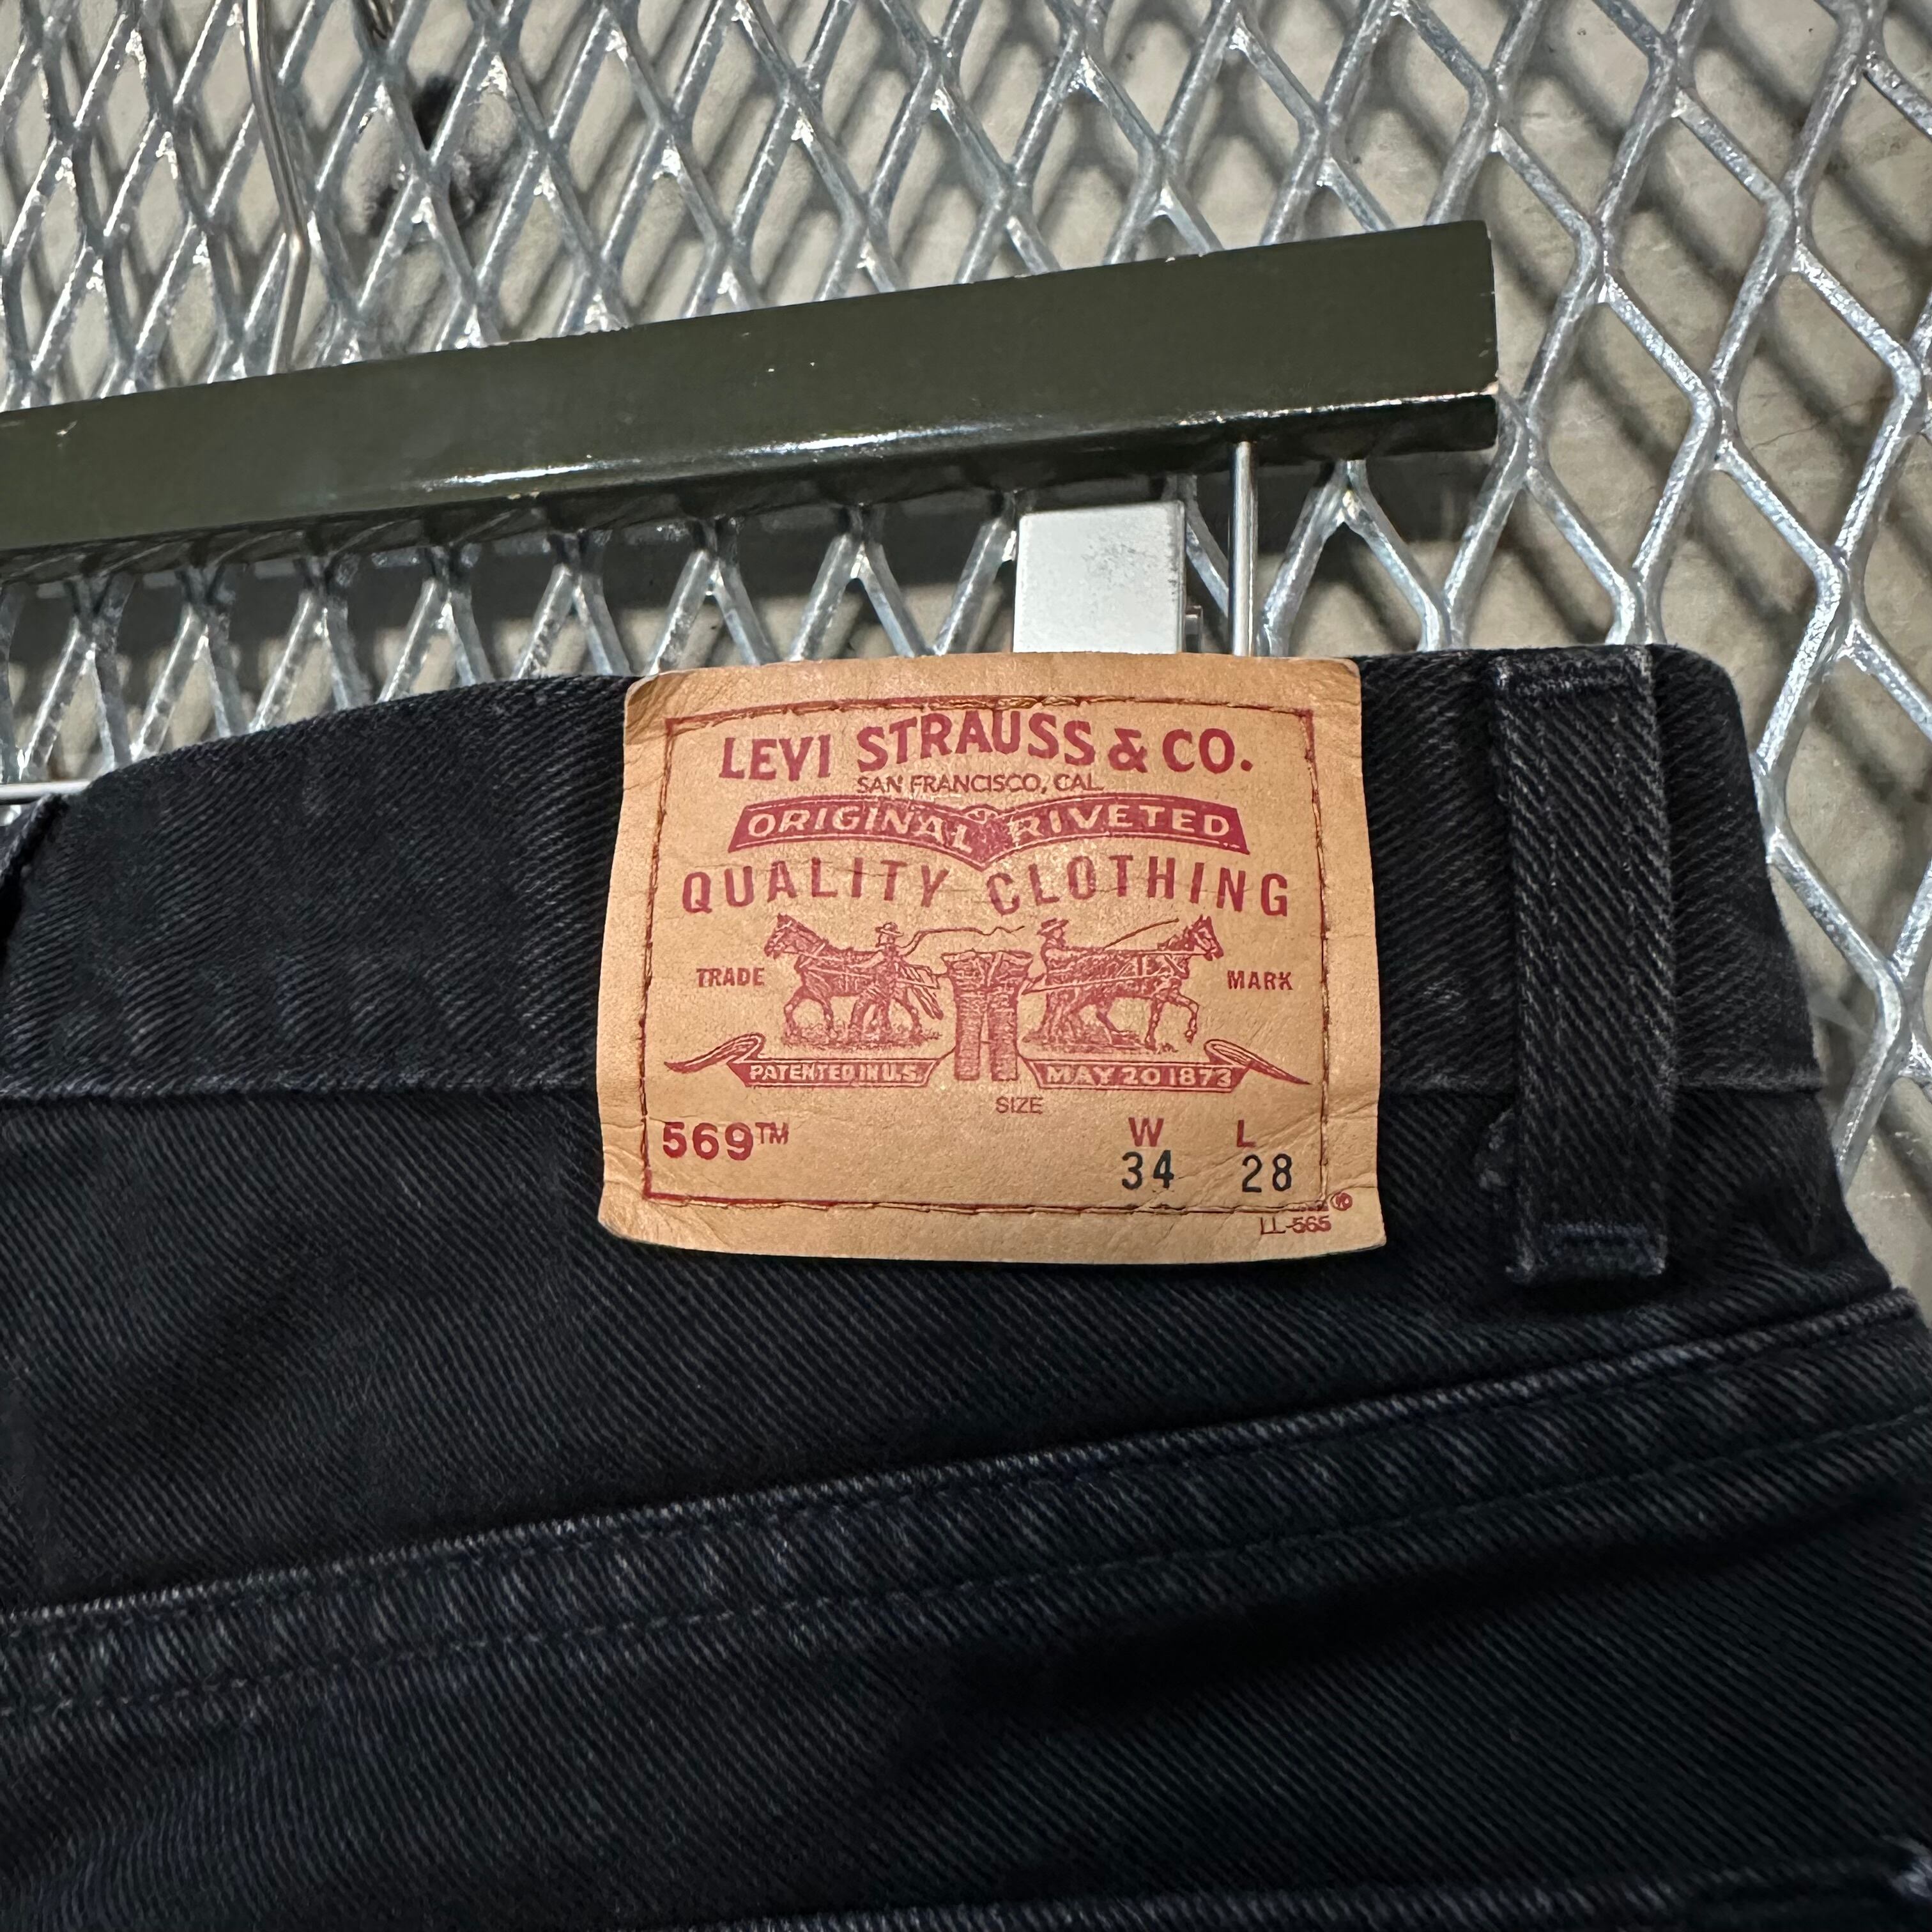 LEVI STRAUSS & CO.
SAN FRANCISCO, CAL.
ORIGINAL RIVETED
QUALITY CLOTHING
TRADE MARK
PATENTED IN U.S. MAY 20 1873
SIZE
569™ W L
34 28
®
LL-565